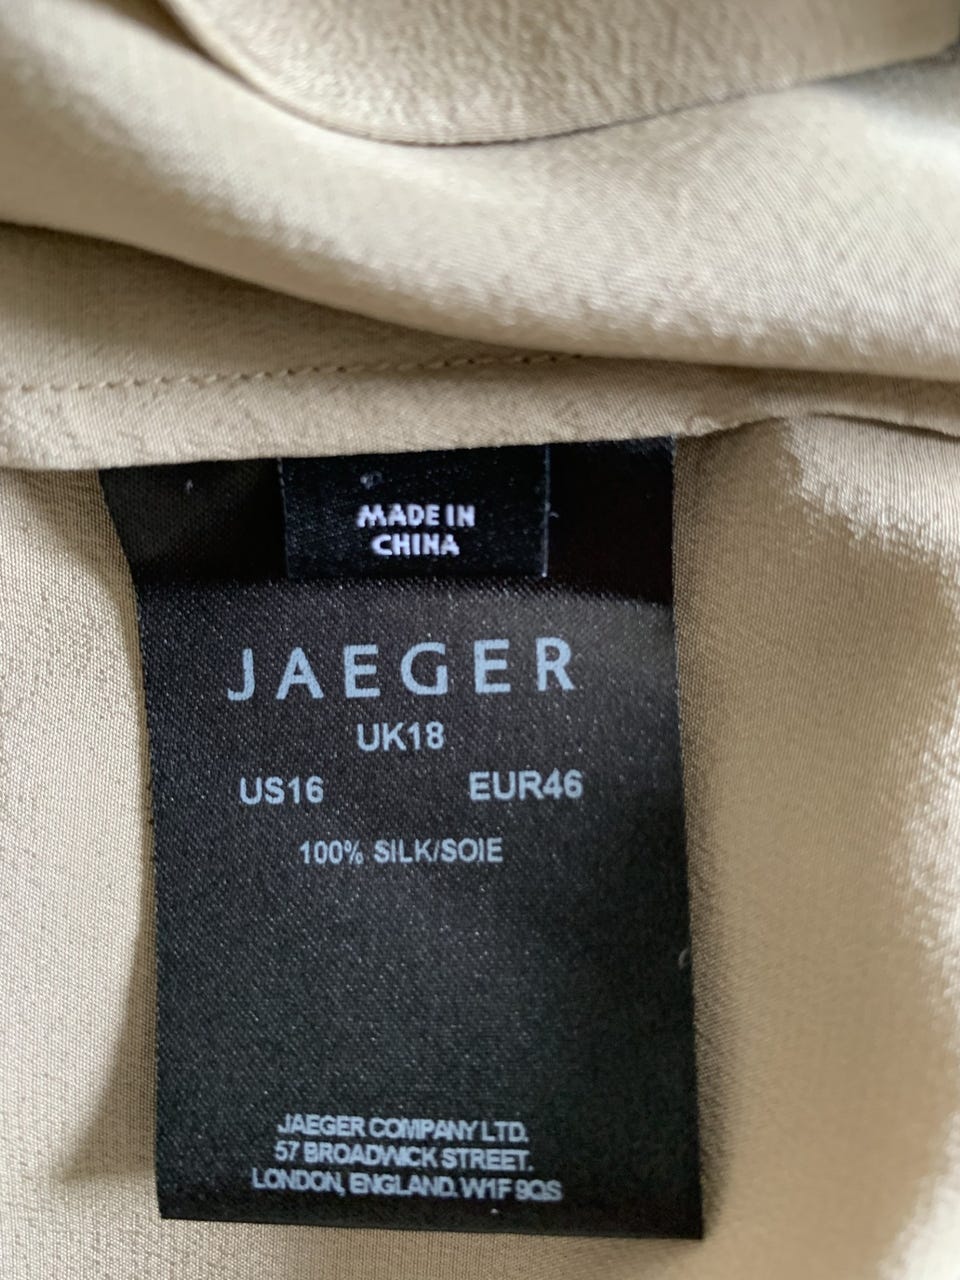 MADE IN
CHINA
JAEGER
UK18
US16 EUR46
100% SILK/SOIE
JAEGER COMPANY LTD.
57 BROADWICK STREET.
LONDON, ENGLAND. W1F 9QS